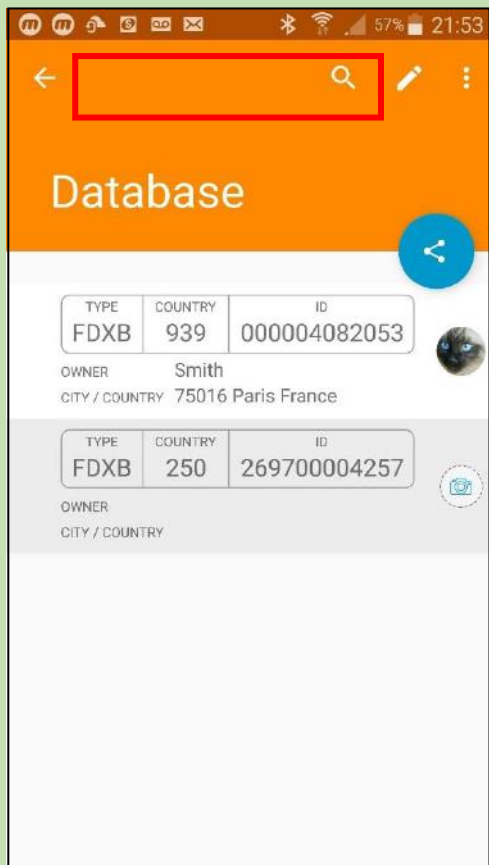 57% 21:53
Database
TYPE COUNTRY ID
FDXB 939 000004082053
OWNER Smith
CITY / COUNTRY 75016 Paris France
TYPE COUNTRY ID
FDXB 250 269700004257
OWNER
CITY / COUNTRY